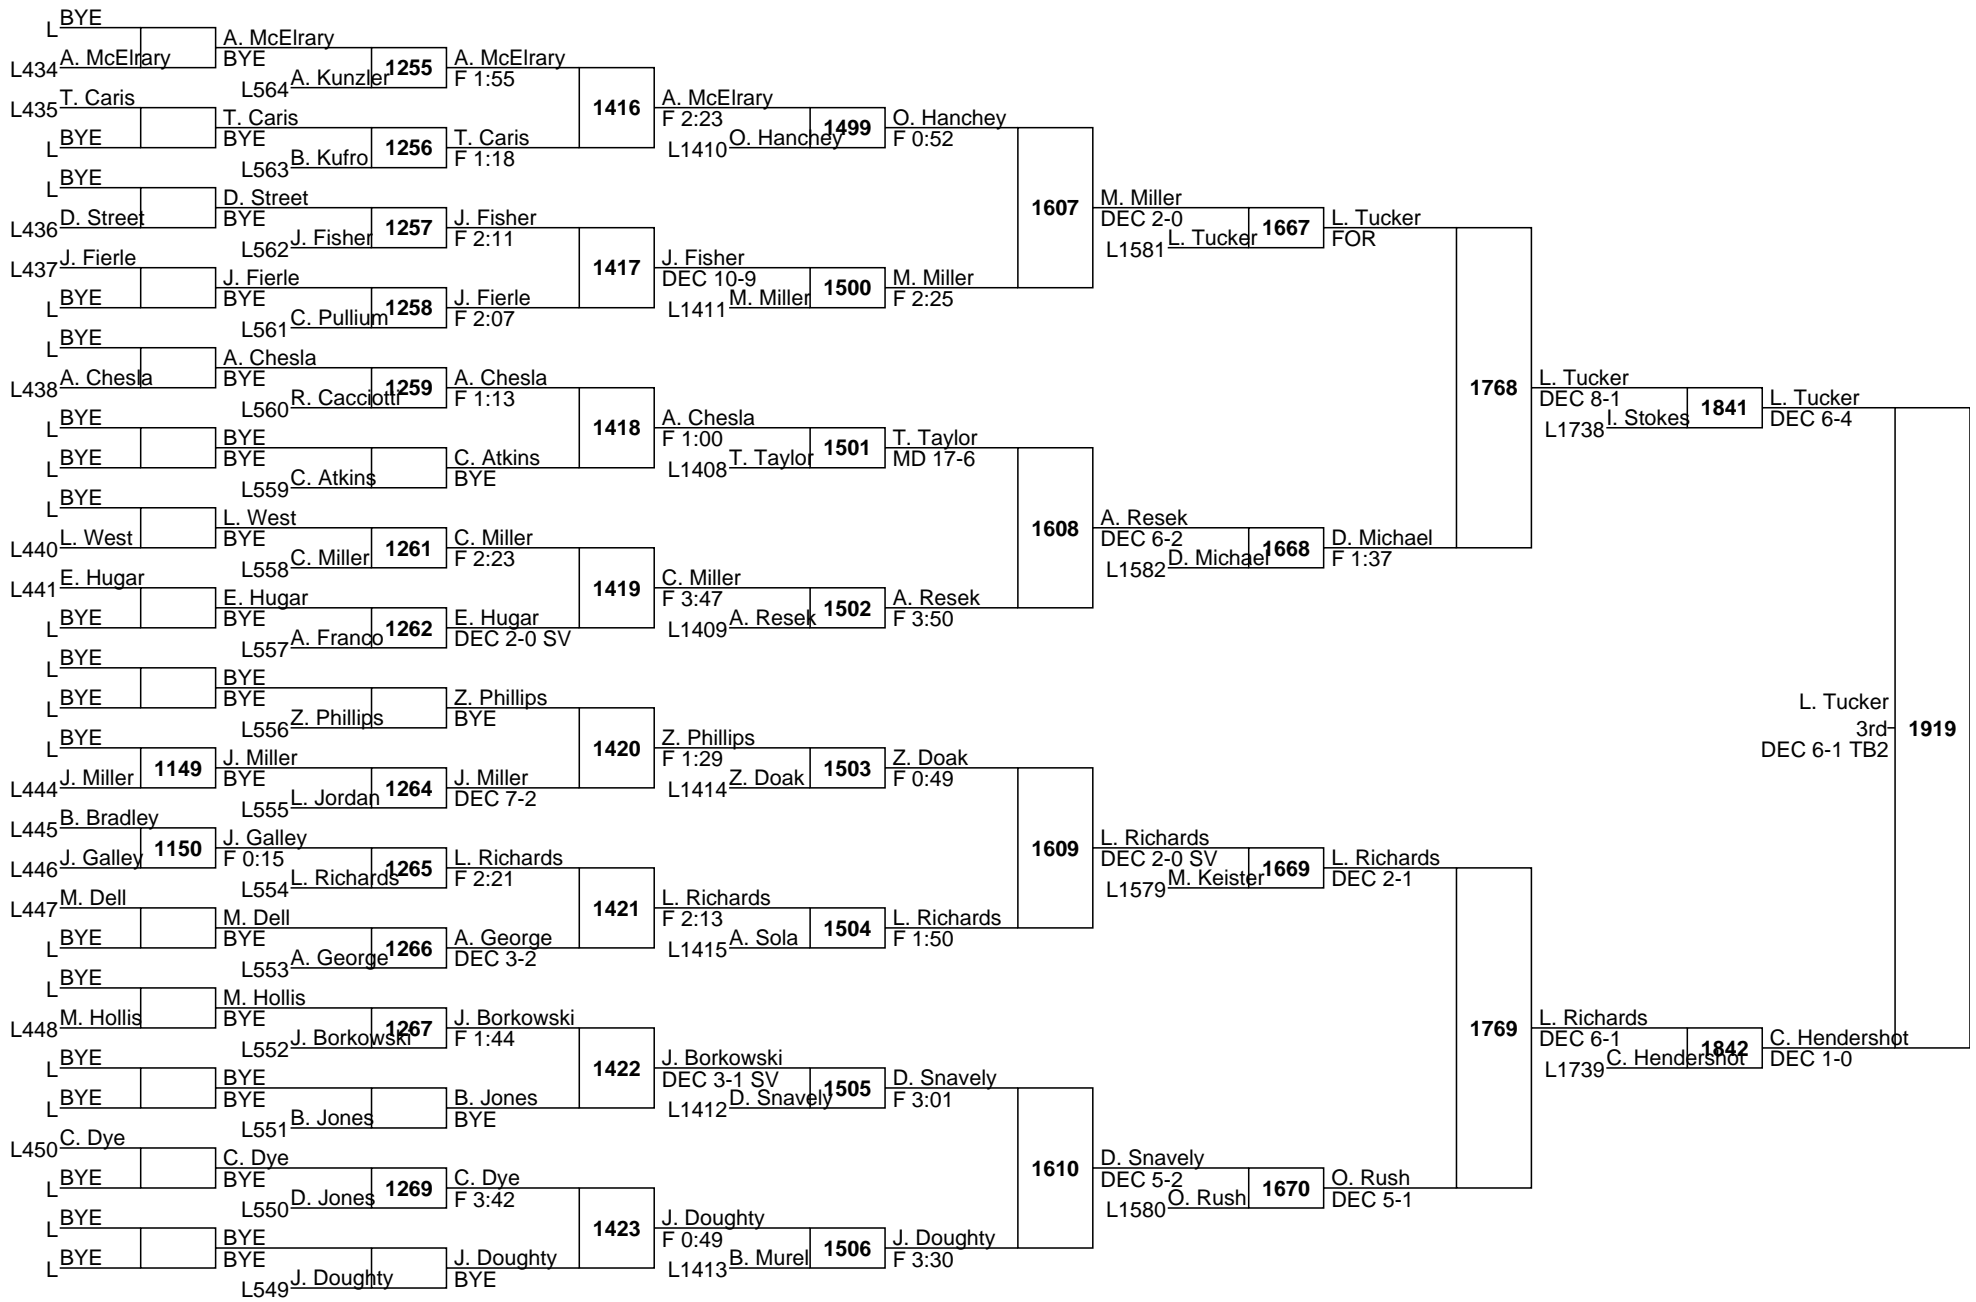 BYE
L
A. McElrary
L434
A. McElrary
BYE
T. Caris
L435
BYE
L
T. Caris
BYE
BYE
L
D. Street
L436
D. Street
BYE
J. Fierle
L437
BYE
L
J. Fierle
BYE
BYE
L
A. Chesla
L438
A. Chesla
BYE
BYE
L
BYE
L
BYE
BYE
BYE
L
L. West
L440
L. West
BYE
E. Hugar
L441
BYE
L
E. Hugar
BYE
BYE
L
BYE
L
BYE
BYE
BYE
L
J. Miller
L444
1149
J. Miller
BYE
B. Bradley
L445
J. Galley
L446
1150
J. Galley
F 0:15
M. Dell
L447
BYE
L
M. Dell
BYE
BYE
L
M. Hollis
L448
M. Hollis
BYE
BYE
L
BYE
L
BYE
BYE
C. Dye
L450
BYE
L
C. Dye
BYE
BYE
L
BYE
L
BYE
BYE
L564
A. Kunzler
1255
A. McElrary
F 1:55
L563
B. Kufro
1256
T. Caris
F 1:18
L562
J. Fisher
1257
J. Fisher
F 2:11
L561
C. Pullium
1258
J. Fierle
F 2:07
L560
R. Cacciotti
1259
A. Chesla
F 1:13
L559
C. Atkins
C. Atkins
BYE
L558
C. Miller
1261
C. Miller
F 2:23
L557
A. Franco
1262
E. Hugar
DEC 2-0 SV
L556
Z. Phillips
Z. Phillips
BYE
L555
L. Jordan
1264
J. Miller
DEC 7-2
L554
L. Richards
1265
L. Richards
F 2:21
L553
A. George
1266
A. George
DEC 3-2
L552
J. Borkowski
1267
J. Borkowski
F 1:44
L551
B. Jones
B. Jones
BYE
L550
D. Jones
1269
C. Dye
F 3:42
L549
J. Doughty
J. Doughty
BYE
1416
A. McElrary
F 2:23
1417
J. Fisher
DEC 10-9
1418
A. Chesla
F 1:00
1419
C. Miller
F 3:47
1420
Z. Phillips
F 1:29
1421
L. Richards
F 2:13
1422
J. Borkowski
DEC 3-1 SV
1423
J. Doughty
F 0:49
L1410
O. Hanchey
1499
O. Hanchey
F 0:52
L1411
M. Miller
1500
M. Miller
F 2:25
L1408
T. Taylor
1501
T. Taylor
MD 17-6
L1409
A. Resek
1502
A. Resek
F 3:50
L1414
Z. Doak
1503
Z. Doak
F 0:49
L1415
A. Sola
1504
L. Richards
F 1:50
L1412
D. Snavely
1505
D. Snavely
F 3:01
L1413
B. Murel
1506
J. Doughty
F 3:30
1607
M. Miller
DEC 2-0
1608
A. Resek
DEC 6-2
1609
L. Richards
DEC 2-0 SV
1610
D. Snavely
DEC 5-2
L1581
L. Tucker
1667
L. Tucker
FOR
L1582
D. Michael
1668
D. Michael
F 1:37
L1579
M. Keister
1669
L. Richards
DEC 2-1
L1580
O. Rush
1670
O. Rush
DEC 5-1
1768
L. Tucker
DEC 8-1
1769
L. Richards
DEC 6-1
L1738
I. Stokes
1841
L. Tucker
DEC 6-4
L1739
C. Hendershot
1842
C. Hendershot
DEC 1-0
L. Tucker
3rd
DEC 6-1 TB2
1919